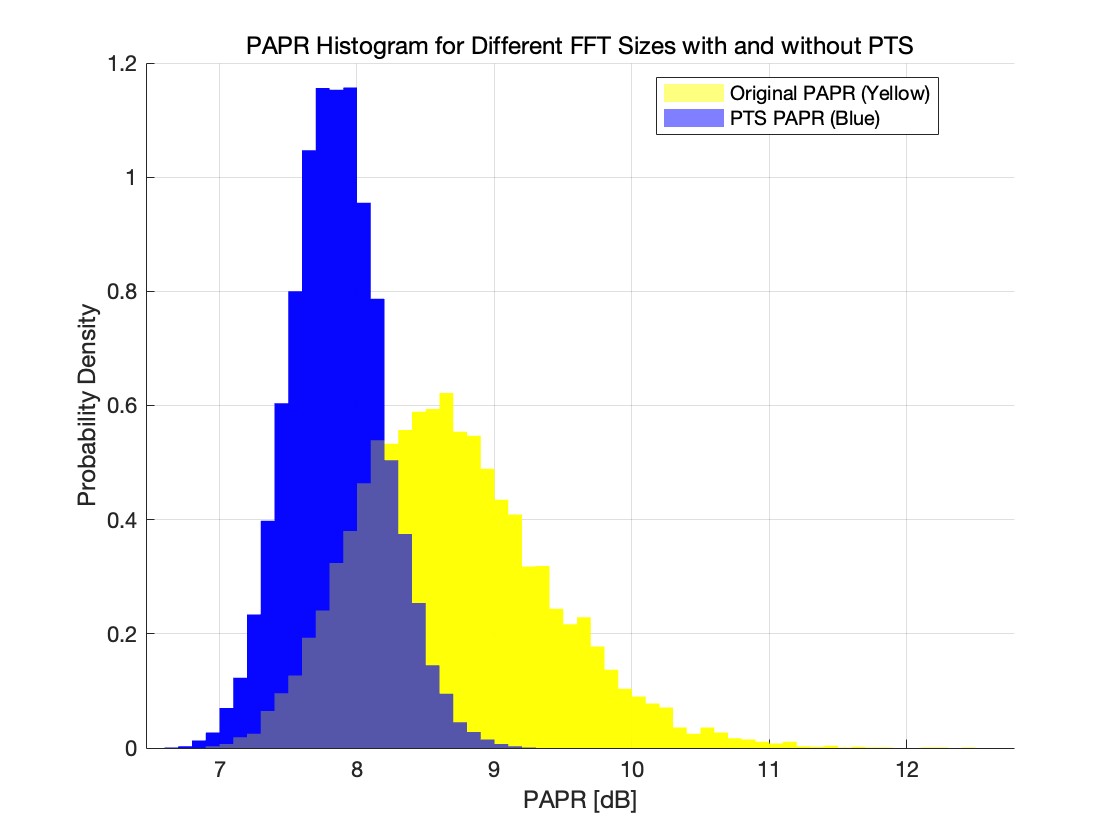 PAPR Histogram for Different FFT Sizes with and without PTS
Original PAPR (Yellow)
PTS PAPR (Blue)
Probability Density
1.2
1
0.8
0.6
0.4
0.2
0
7 8 9 10 11 12
PAPR [dB]